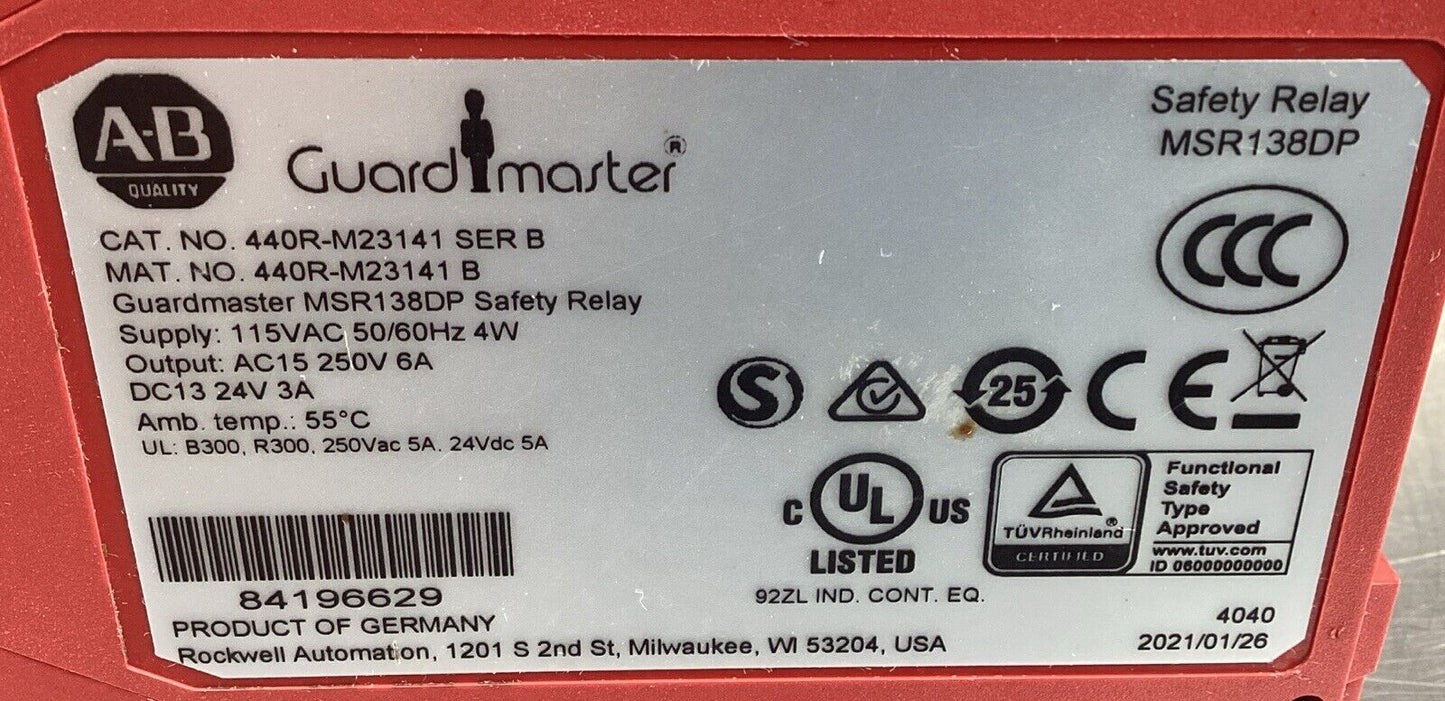 A-B
QUALITY
Guardmaster®
Safety Relay
MSR138DP
CAT. NO. 440R-M23141 SER B
MAT. NO. 440R-M23141 B
Guardmaster MSR138DP Safety Relay
Supply: 115VAC 50/60Hz 4W
Output: AC15 250V 6A
DC13 24V 3A
Amb. temp.: 55°C
UL: B300, R300, 250Vac 5A. 24Vdc 5A
CCC
S
25
CE
C UL US
LISTED
92ZL IND. CONT. EQ.
TÜVRheinland®
CERTIFIED
Functional
Safety
Type
Approved
www.tuv.com
ID 06000000000
84196629
PRODUCT OF GERMANY
Rockwell Automation, 1201 S 2nd St, Milwaukee, WI 53204, USA
4040
2021/01/26